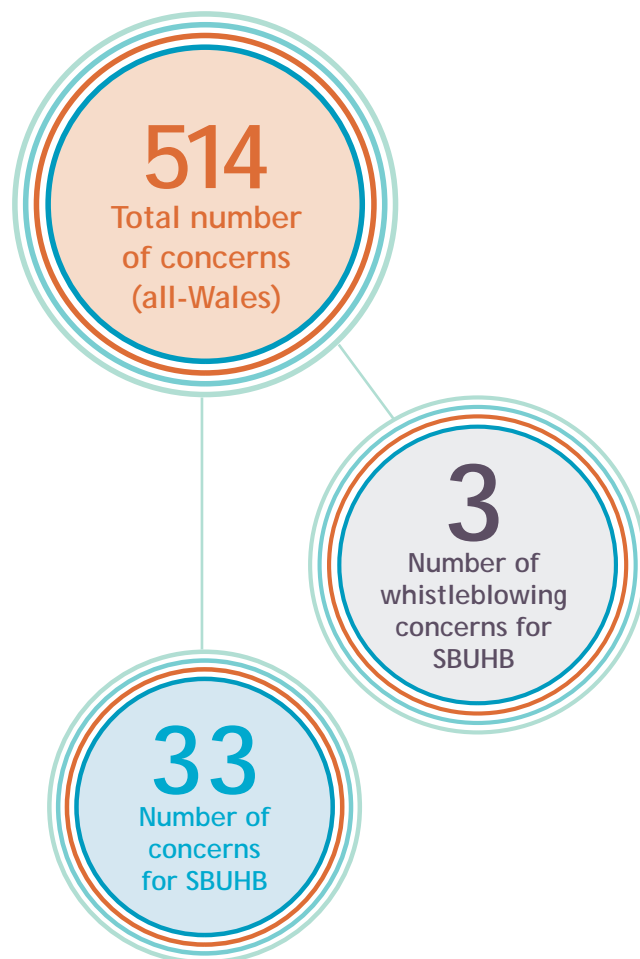 514
Total number
of concerns
(all-Wales)
3
Number of
whistleblowing
concerns for
SBUHB
33
Number of
concerns
for SBUHB